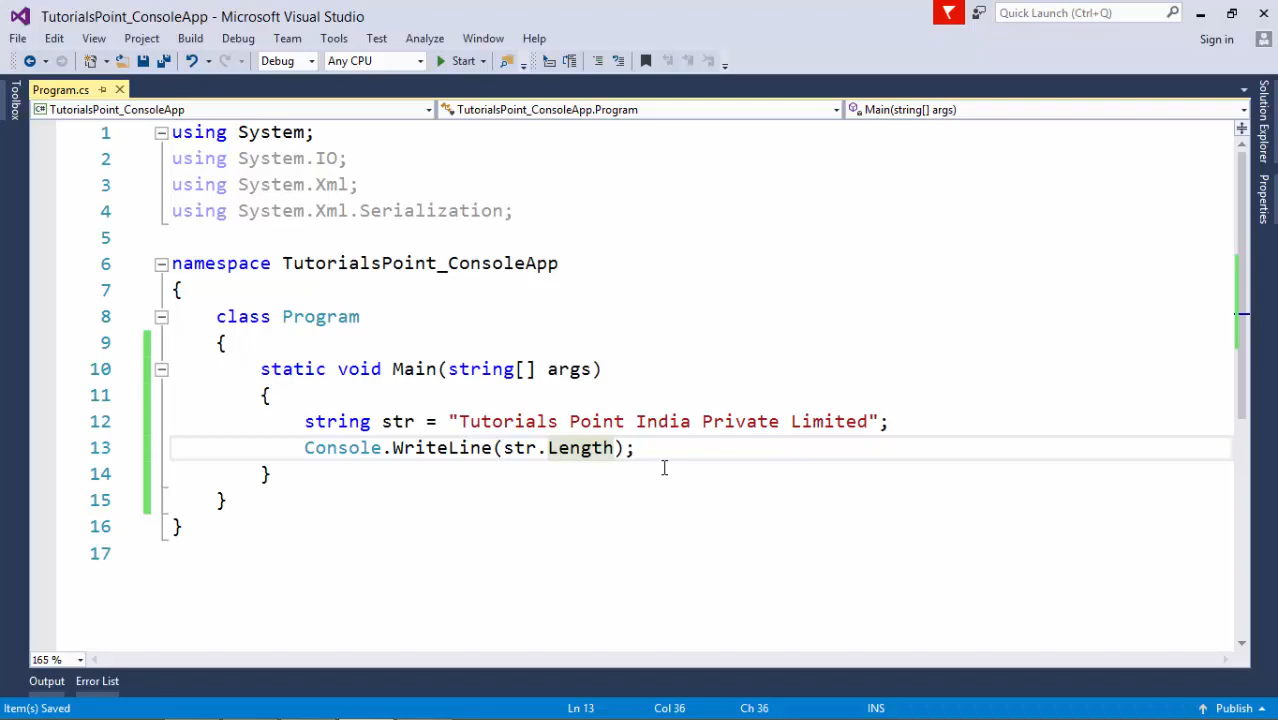 TutorialsPoint_ConsoleApp - Microsoft Visual Studio
Quick Launch (Ctrl+Q)
File Edit View Project Build Debug Team Tools Test Analyze Window Help
Sign in
Debug Any CPU Start
Program.cs
Toolbox
Solution Explorer
Properties
C# TutorialsPoint_ConsoleApp TutorialsPoint_ConsoleApp.Program Main(string[] args)
1 using System;
2 using System.IO;
3 using System.Xml;
4 using System.Xml.Serialization;
5
6 namespace TutorialsPoint_ConsoleApp
7 {
8 class Program
9 {
10 static void Main(string[] args)
11 {
12 string str = "Tutorials Point India Private Limited";
13 Console.WriteLine(str.Length);
14 }
15 }
16 }
17
165 %
Output Error List
Item(s) Saved Ln 13 Col 36 Ch 36 INS Publish